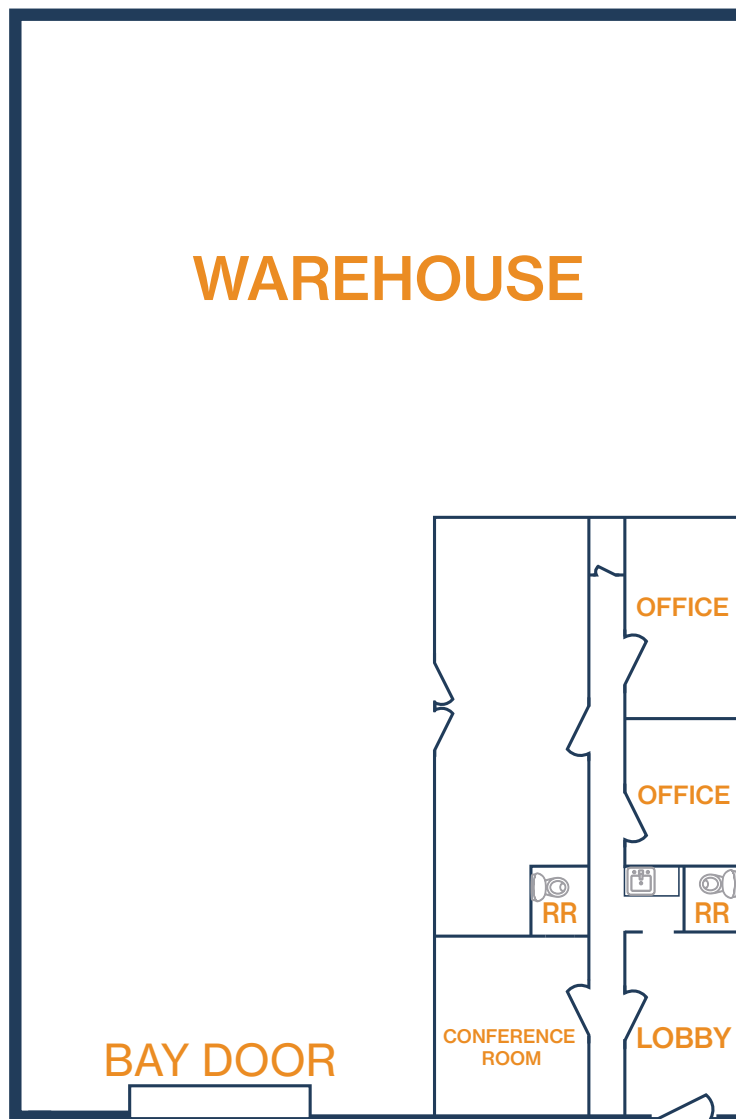 WAREHOUSE
OFFICE
OFFICE
RR
RR
CONFERENCE
ROOM
LOBBY
BAY DOOR